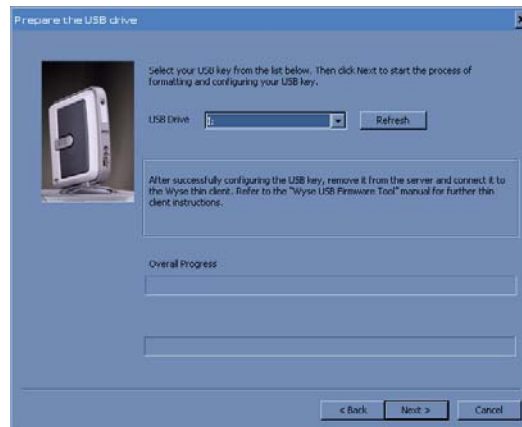 Prepare the USB drive
Select your USB key from the list below. Then click Next to start the process of
formatting and configuring your USB key.
USB Drive
Refresh
After successfully configuring the USB key, remove it from the server and connect it to
the Wyse thin client. Refer to the "Wyse USB Firmware Tool" manual for further thin
client instructions.
Overall Progress
< Back
Next >
Cancel